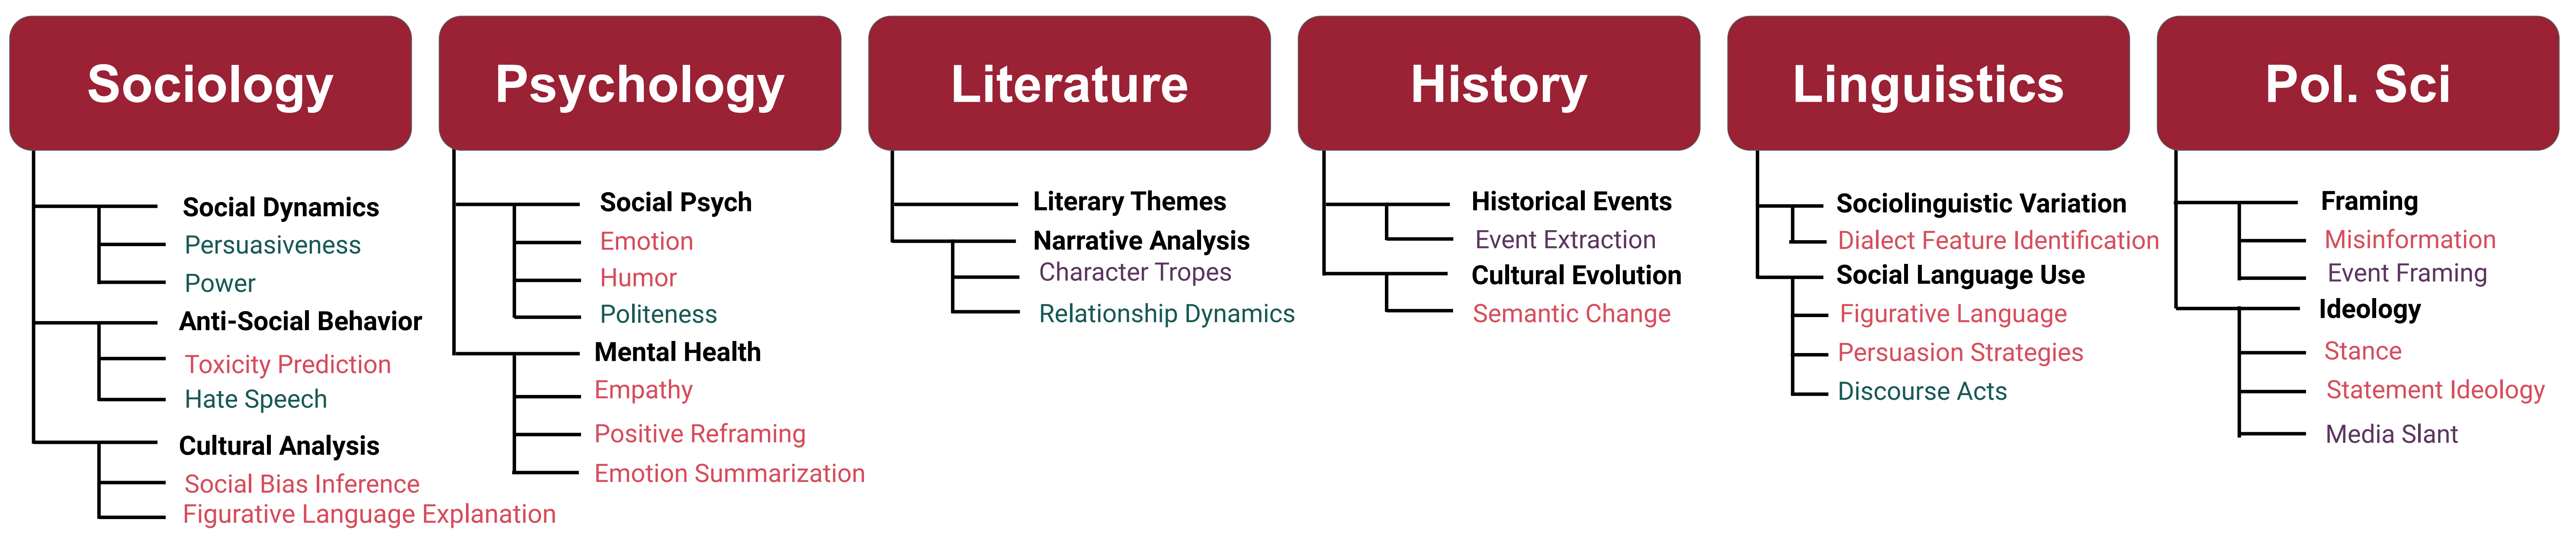 Sociology
Social Dynamics
Persuasiveness
Power
Anti-Social Behavior
Toxicity Prediction
Hate Speech
Cultural Analysis
Social Bias Inference
Figurative Language Explanation
Psychology
Social Psych
Emotion
Humor
Politeness
Mental Health
Empathy
Positive Reframing
Emotion Summarization
Literature
Literary Themes
Narrative Analysis
Character Tropes
Relationship Dynamics
History
Historical Events
Event Extraction
Cultural Evolution
Semantic Change
Linguistics
Sociolinguistic Variation
Dialect Feature Identification
Social Language Use
Figurative Language
Persuasion Strategies
Discourse Acts
Pol. Sci
Framing
Misinformation
Event Framing
Ideology
Stance
Statement Ideology
Media Slant